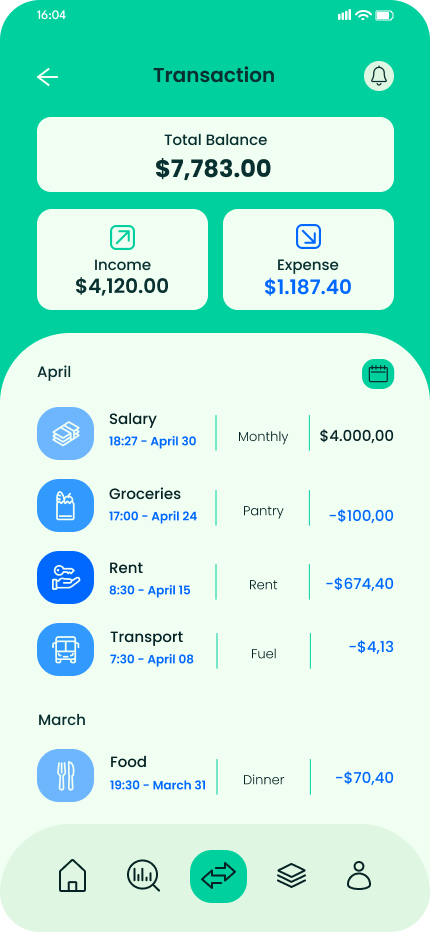 16:04
Transaction
Total Balance
$7,783.00
Income
$4,120.00
Expense
$1.187.40
April
Salary
18:27 - April 30
Monthly
$4.000,00
Groceries
17:00 - April 24
Pantry
-$100,00
Rent
8:30 - April 15
Rent
-$674,40
Transport
7:30 - April 08
Fuel
-$4,13
March
Food
19:30 - March 31
Dinner
-$70,40